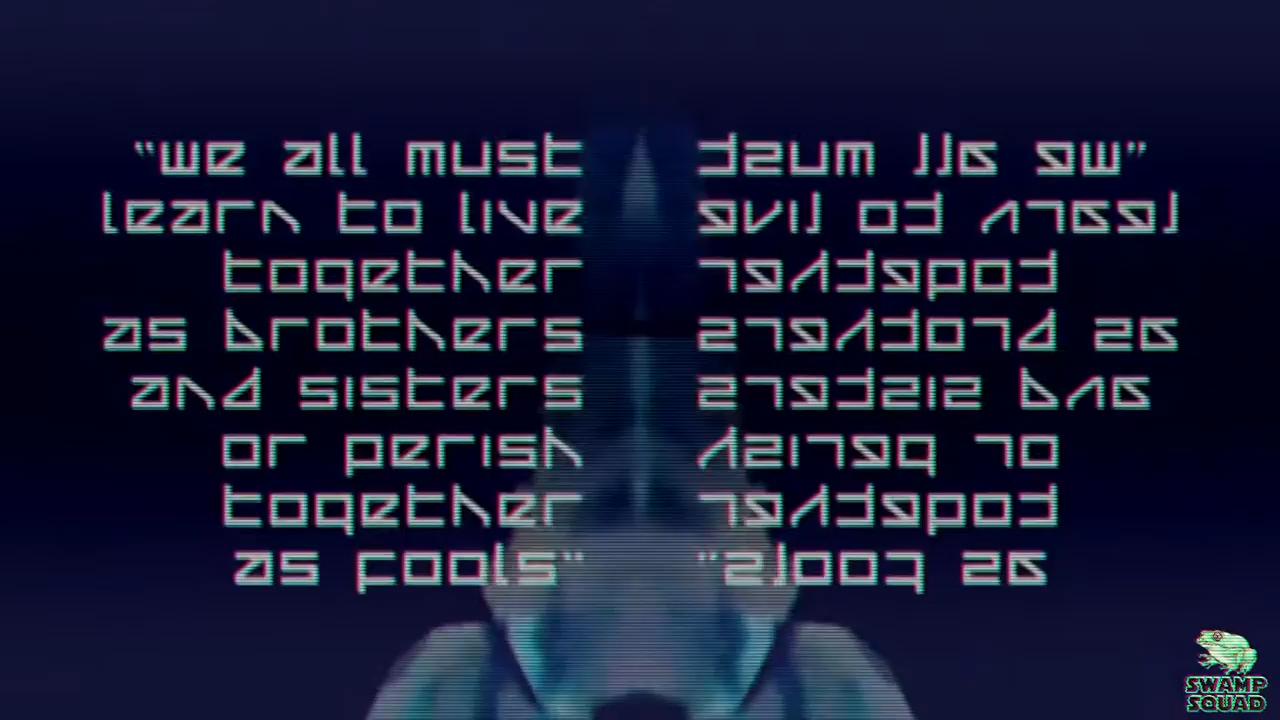 "we all must
learn to live
together
as brothers
and sisters
or perish
together
as fools"
SWAMP
SQUAD